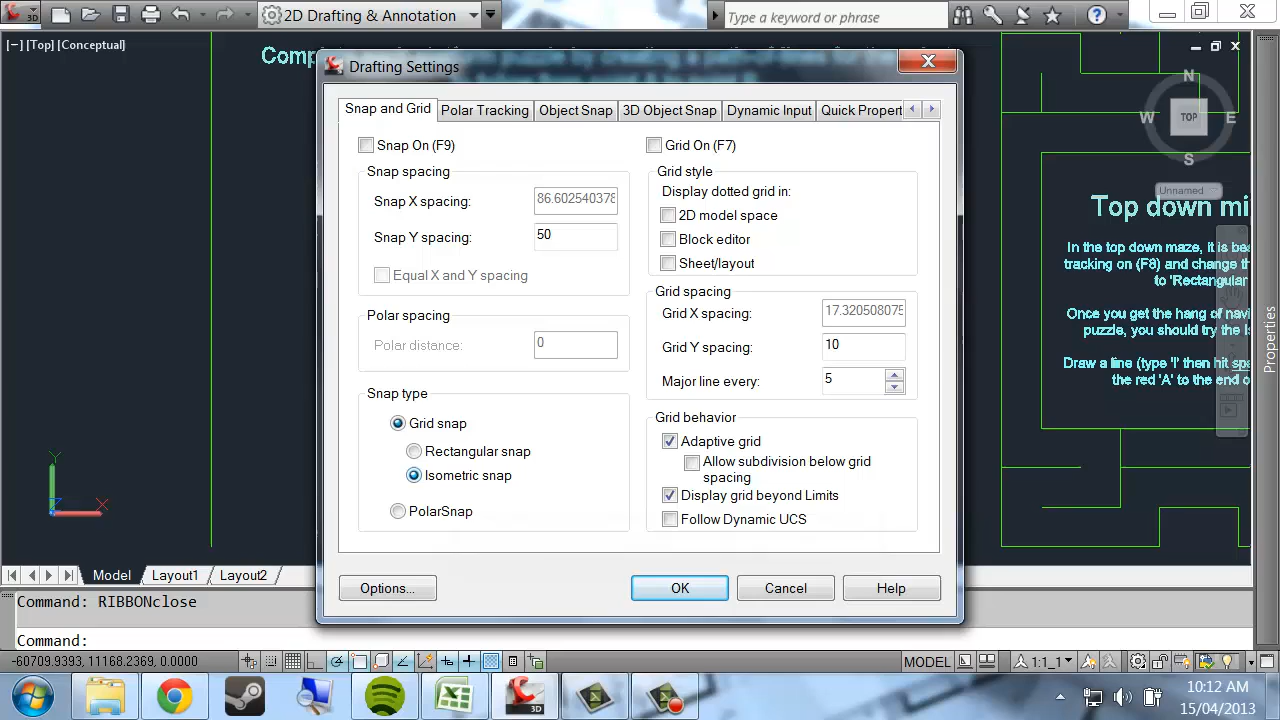 3D
2D Drafting & Annotation
Type a keyword or phrase
[−] [Top] [Conceptual]
Drafting Settings
Snap and Grid
Polar Tracking
Object Snap
3D Object Snap
Dynamic Input
Quick Propert
Snap On (F9)
Snap spacing
Snap X spacing:
86.602540378
Snap Y spacing:
50
Equal X and Y spacing
Polar spacing
Polar distance:
0
Snap type
Grid snap
Rectangular snap
Isometric snap
PolarSnap
Grid On (F7)
Grid style
Display dotted grid in:
2D model space
Block editor
Sheet/layout
Grid spacing
Grid X spacing:
17.320508075
Grid Y spacing:
10
Major line every:
5
Grid behavior
Adaptive grid
Allow subdivision below grid
spacing
Display grid beyond Limits
Follow Dynamic UCS
Options...
OK
Cancel
Help
N
W
TOP
E
S
Unnamed
Top down mi
In the top down maze, it is be
tracking on (F8) and change th
to 'Rectangular
Once you get the hang of navi
puzzle, you should try the Is
Draw a line (type 'l' then hit spa
the red 'A' to the end o
Properties
Y
Z
X
Model
Layout1
Layout2
Command: RIBBONclose
Command:
-60709.9393, 11168.2369, 0.0000
MODEL
1:1_1
3D
10:12 AM
15/04/2013